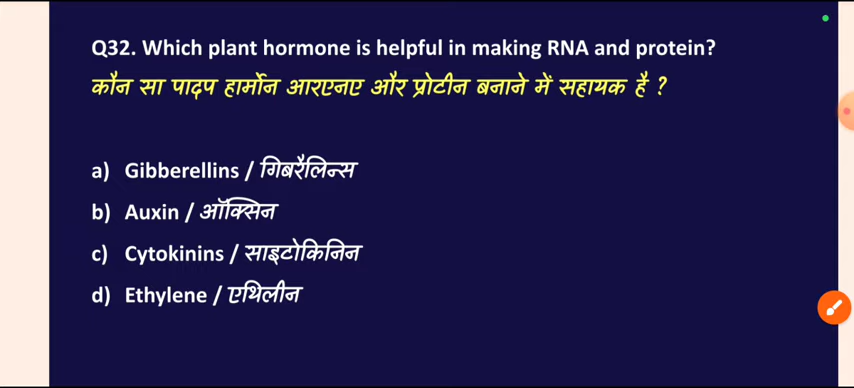 Q32. Which plant hormone is helpful in making RNA and protein?
कौन सा पादप हार्मोन आरएनए और प्रोटीन बनाने में सहायक है ?
a) Gibberellins / गिबरैलिन्स
b) Auxin / ऑक्सिन
c) Cytokinins / साइटोकिनिन
d) Ethylene / एथिलीन